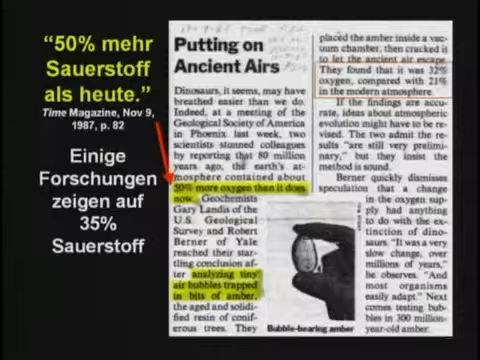 “50% mehr
Sauerstoff
als heute.”
Time Magazine, Nov 9,
1987, p. 82
Einige
Forschungen
zeigen auf
35%
Sauerstoff
Putting on
Ancient Airs
Dinosaurs, it seems, may have
breathed easier than we do.
Indeed, at a meeting of the
Geological Society of America
in Phoenix last week, two
scientists stunned colleagues
by reporting that 80 million
years ago, the earth's at-
mosphere contained about
50% more oxygen than it does
now. Geochemists
Gary Landis of the
U.S. Geological
Survey and Robert
Berner of Yale
reached their star-
tling conclusion af-
ter analyzing tiny
air bubbles trapped
in bits of amber,
the aged and solidi-
fied resin of conif-
erous trees. They
placed the amber inside a vac-
uum chamber, then cracked it
to let the ancient air escape.
They found that it was 32%
oxygen, compared with 21%
in the modern atmosphere.
If the findings are accu-
rate, ideas about atmospheric
evolution might have to be re-
vised. The two admit the re-
sults "are still very prelimi-
nary," but they insist the
method is sound.
Berner quickly dismisses
speculation that a change
in the oxygen sup-
ply had anything
to do with the ex-
tinction of dino-
saurs. "It was a very
slow change, over
millions of years,"
he observes. "And
most organisms
easily adapt." Next
comes testing bub-
bles in 300 million-
year-old amber.
Bubble-bearing amber